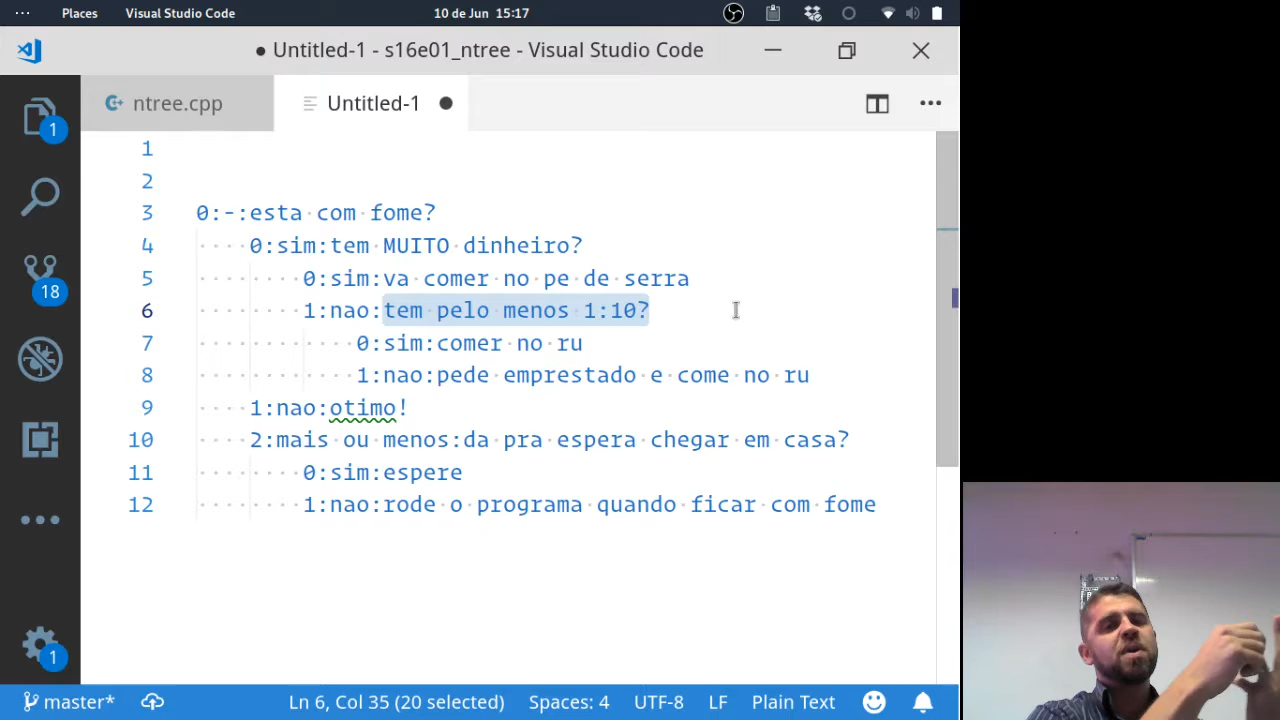 Places Visual Studio Code 10 de Jun 15:17
● Untitled-1 - s16e01_ntree - Visual Studio Code
ntree.cpp Untitled-1
1
1
2
3 0:-:esta com fome?
4 0:sim:tem MUITO dinheiro?
5 0:sim:va comer no pe de serra
6 1:nao:tem pelo menos 1:10?
7 0:sim:comer no ru
8 1:nao:pede emprestado e come no ru
9 1:nao:otimo!
10 2:mais ou menos:da pra espera chegar em casa?
11 0:sim:espere
12 1:nao:rode o programa quando ficar com fome
18
1
master* Ln 6, Col 35 (20 selected) Spaces: 4 UTF-8 LF Plain Text